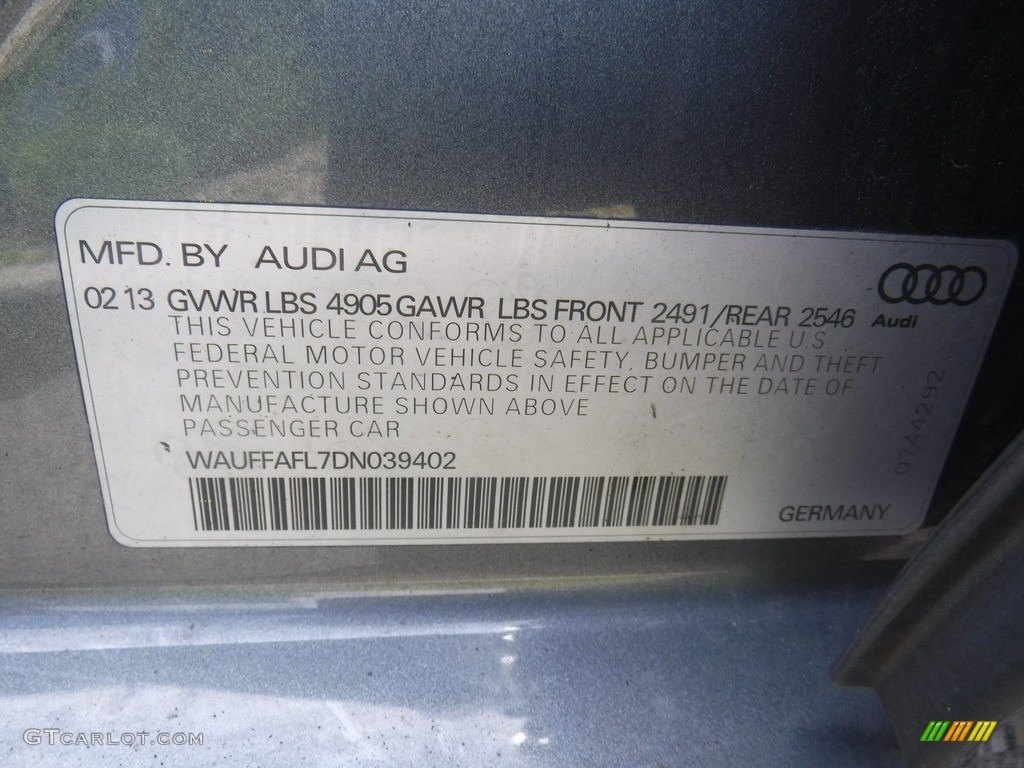 MFD. BY AUDI AG
02 13 GVWR LBS 4905 GAWR LBS FRONT 2491/REAR 2546
Audi
THIS VEHICLE CONFORMS TO ALL APPLICABLE U.S.
FEDERAL MOTOR VEHICLE SAFETY, BUMPER AND THEFT
PREVENTION STANDARDS IN EFFECT ON THE DATE OF
MANUFACTURE SHOWN ABOVE
PASSENGER CAR
WAUFFAFL7DN039402
GERMANY
0744292
GTCARLOT.COM